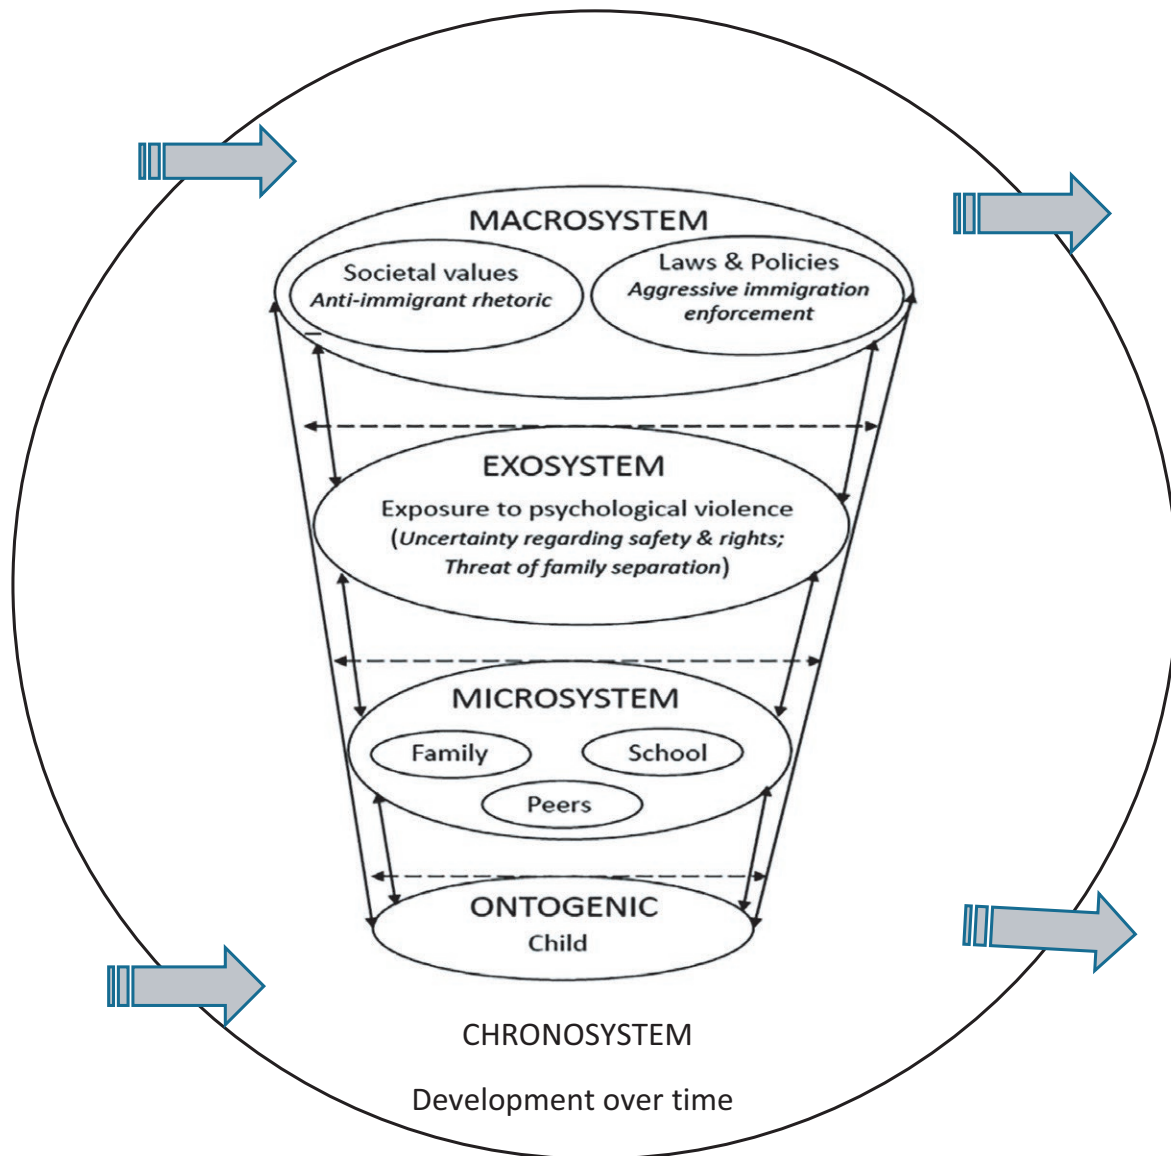 MACROSYSTEM
Societal values
Anti-immigrant rhetoric
Laws & Policies
Aggressive immigration
enforcement
EXOSYSTEM
Exposure to psychological violence
(Uncertainty regarding safety & rights;
Threat of family separation)
MICROSYSTEM
Family
School
Peers
ONTOGENIC
Child
CHRONOSYSTEM
Development over time